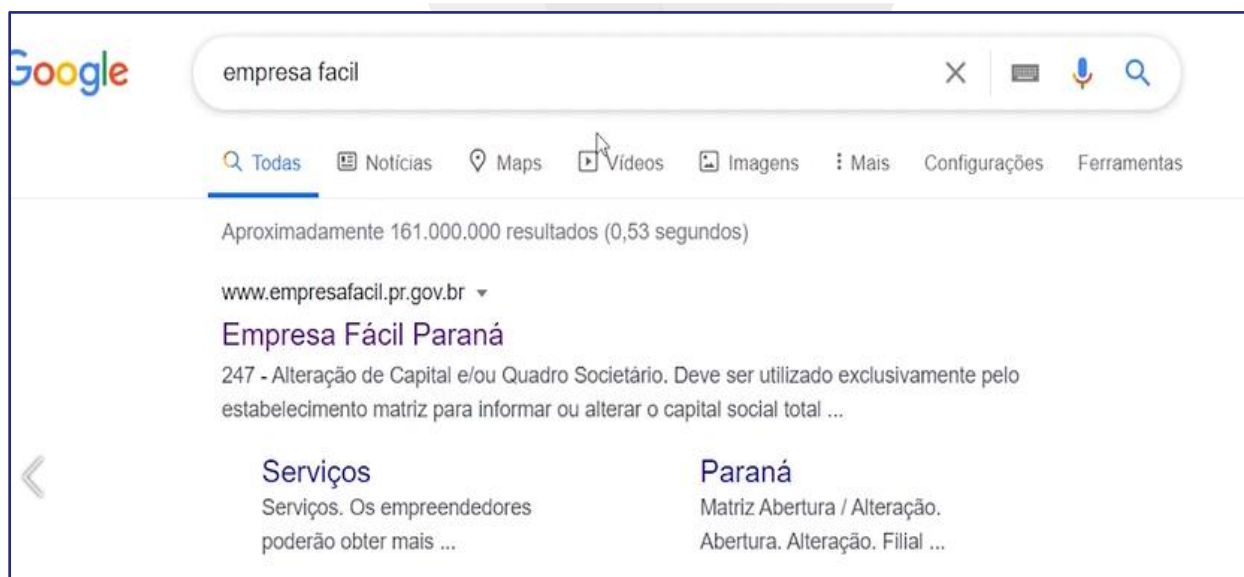 Google
empresa facil
Todas Notícias Maps Vídeos Imagens Mais Configurações Ferramentas
Aproximadamente 161.000.000 resultados (0,53 segundos)
www.empresafacil.pr.gov.br
Empresa Fácil Paraná
247 - Alteração de Capital e/ou Quadro Societário. Deve ser utilizado exclusivamente pelo
estabelecimento matriz para informar ou alterar o capital social total ...
Serviços
Serviços. Os empreendedores
poderão obter mais ...
Paraná
Matriz Abertura / Alteração.
Abertura. Alteração. Filial ...